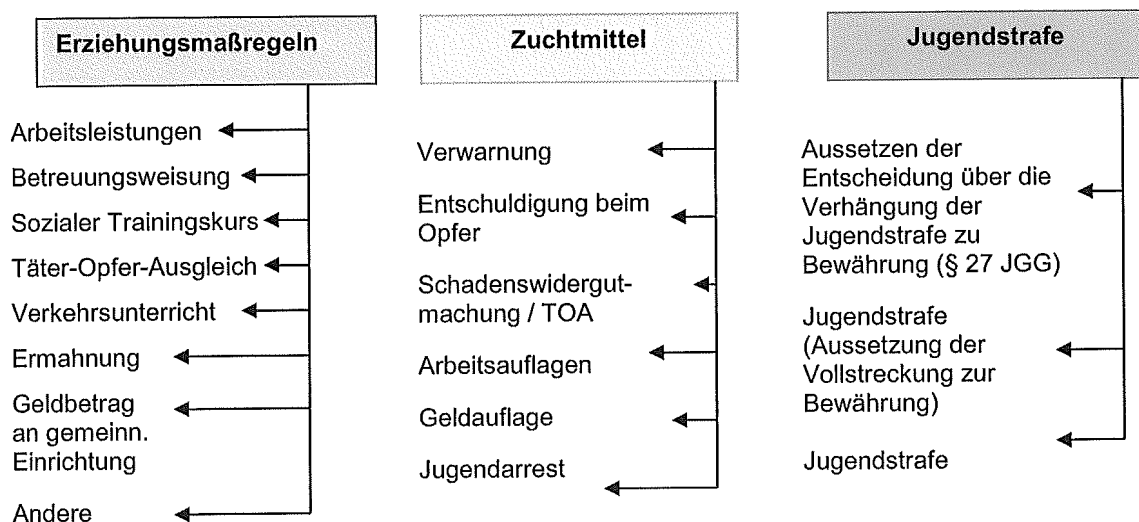 Erziehungsmaßregeln
Arbeitsleistungen
Betreuungsweisung
Sozialer Trainingskurs
Täter-Opfer-Ausgleich
Verkehrsunterricht
Ermahnung
Geldbetrag
an gemeinn.
Einrichtung
Andere
Zuchtmittel
Verwarnung
Entschuldigung beim
Opfer
Schadenswidergut-
machung / TOA
Arbeitsauflagen
Geldauflage
Jugendarrest
Jugendstrafe
Aussetzen der
Entscheidung über die
Verhängung der
Jugendstrafe zu
Bewährung (§ 27 JGG)
Jugendstrafe
(Aussetzung der
Vollstreckung zur
Bewährung)
Jugendstrafe